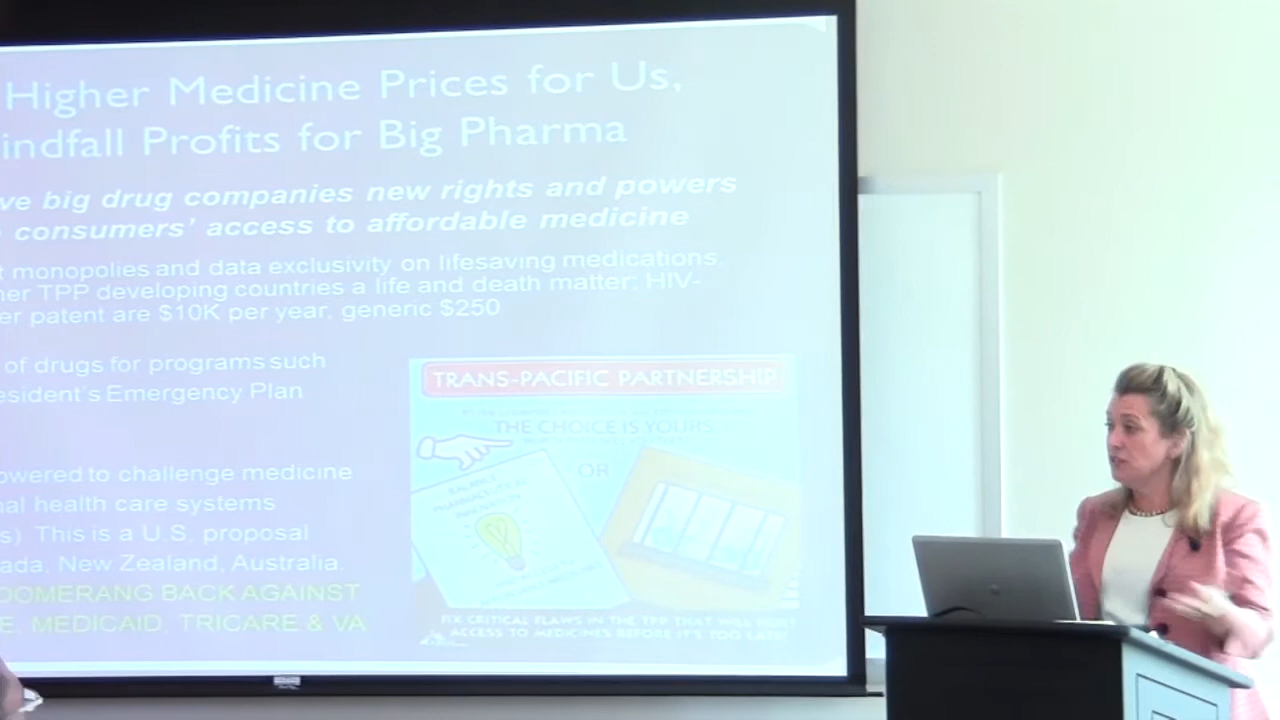 Higher Medicine Prices for Us,
indfall Profits for Big Pharma
ve big drug companies new rights and powers
consumers' access to affordable medicine
t monopolies and data exclusivity on lifesaving medications.
her TPP developing countries a life and death matter: HIV-
er patent are $10K per year, generic $250
of drugs for programs such
esident's Emergency Plan
owered to challenge medicine
nal health care systems
s) This is a U.S. proposal
ada, New Zealand, Australia.
OOMERANG BACK AGAINST
E, MEDICAID, TRICARE & VA
TRANS-PACIFIC PARTNERSHIP
THE CHOICE IS YOURS
OR
BALANCE
PHARMACEUTICAL
FIX CRITICAL FLAWS IN THE TPP THAT WILL HURT
ACCESS TO MEDICINES BEFORE IT'S TOO LATE